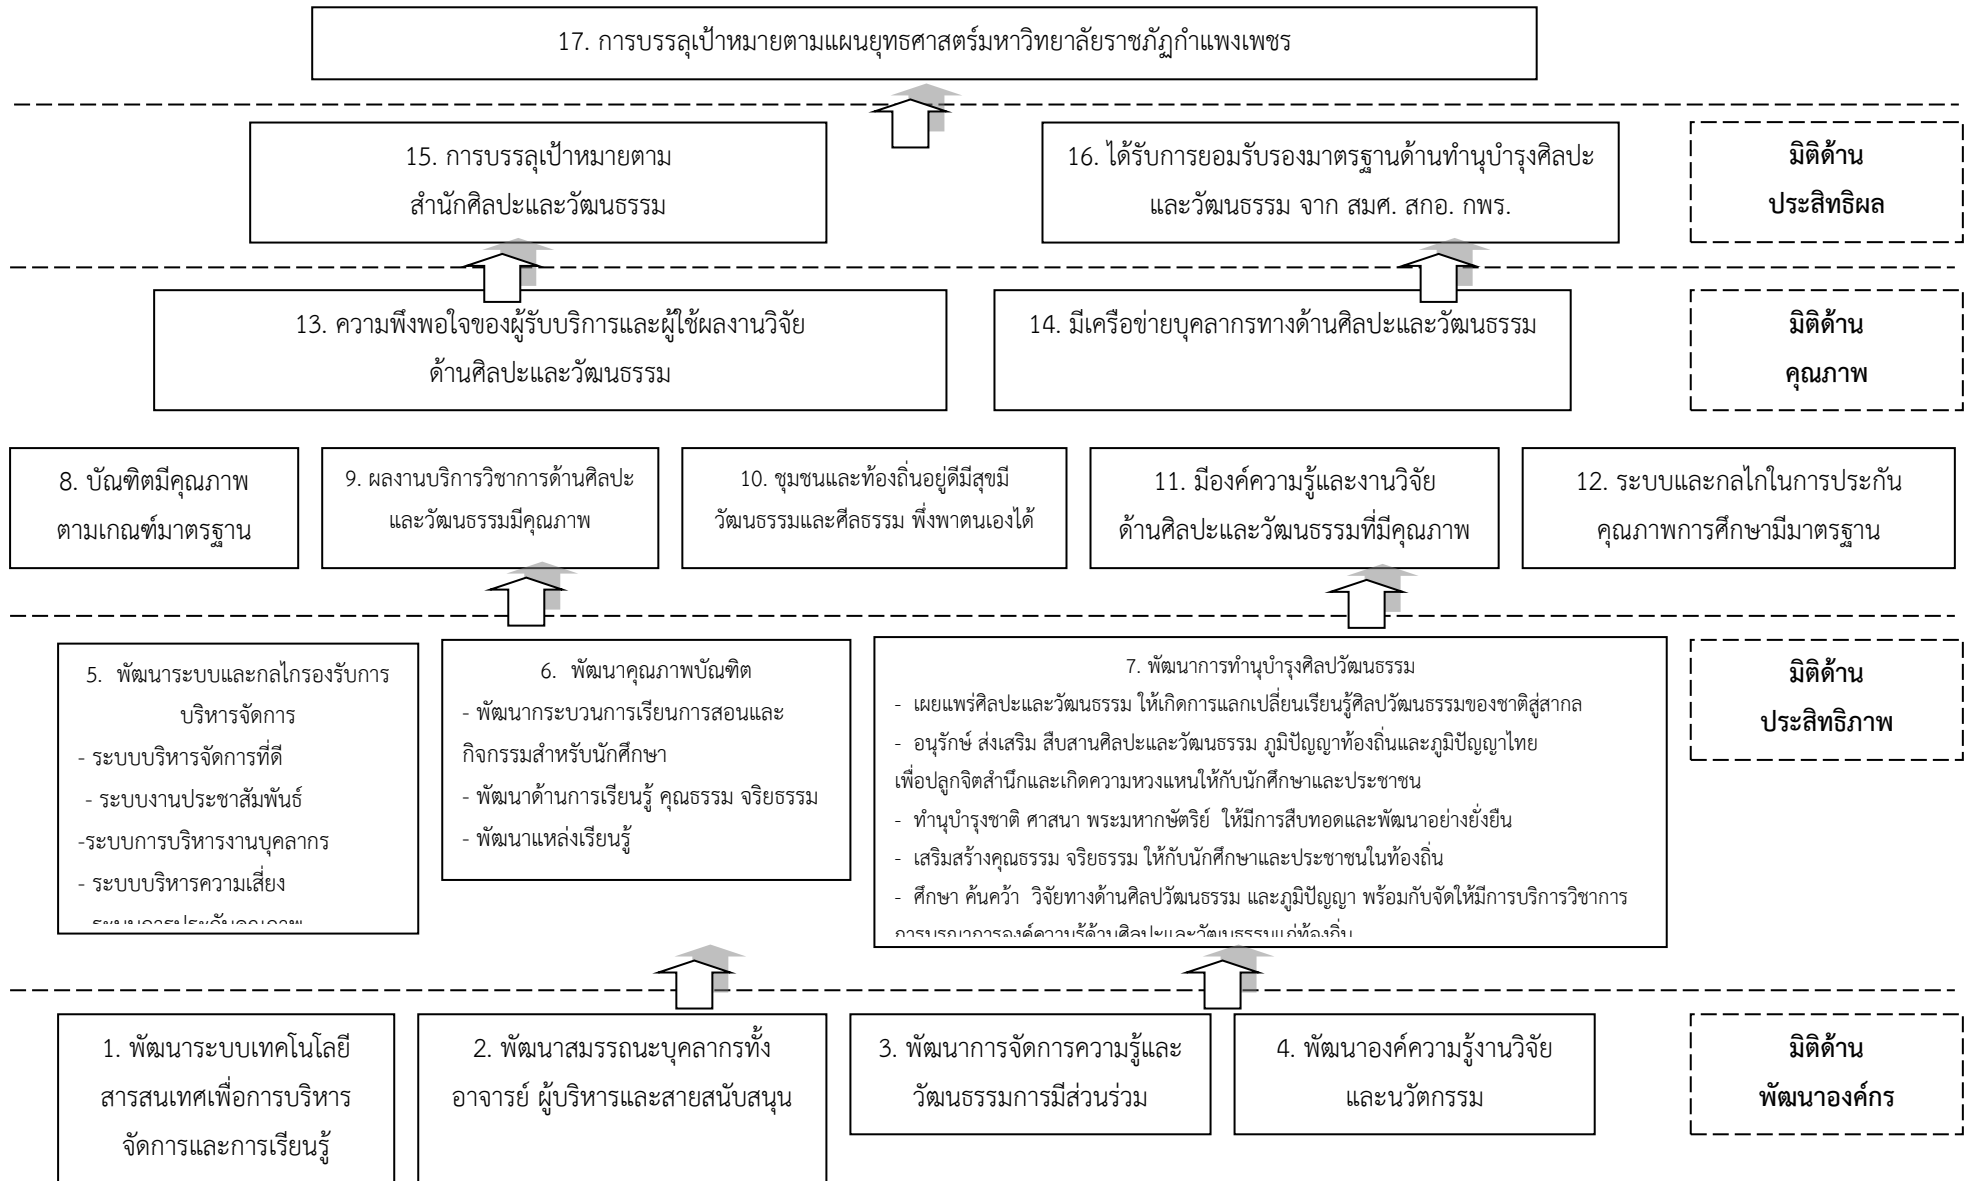 17. การบรรลุเป้าหมายตามแผนยุทธศาสตร์มหาวิทยาลัยราชภัฏกำแพงเพชร
15. การบรรลุเป้าหมายตาม
สำนักศิลปะและวัฒนธรรม
16. ได้รับการยอมรับรองมาตรฐานด้านทำนุบำรุงศิลปะ
และวัฒนธรรม จาก สมศ. สกอ. กพร.
มิติด้าน
ประสิทธิผล
13. ความพึงพอใจของผู้รับบริการและผู้ใช้ผลงานวิจัย
ด้านศิลปะและวัฒนธรรม
14. มีเครือข่ายบุคลากรทางด้านศิลปะและวัฒนธรรม
มิติด้าน
คุณภาพ
8. บัณฑิตมีคุณภาพ
ตามเกณฑ์มาตรฐาน
9. ผลงานบริการวิชาการด้านศิลปะ
และวัฒนธรรมมีคุณภาพ
10. ชุมชนและท้องถิ่นอยู่ดีมีสุขมี
วัฒนธรรมและศีลธรรม พึ่งพาตนเองได้
11. มีองค์ความรู้และงานวิจัย
ด้านศิลปะและวัฒนธรรมที่มีคุณภาพ
12. ระบบและกลไกในการประกัน
คุณภาพการศึกษามีมาตรฐาน
5. พัฒนาระบบและกลไกรองรับการ
บริหารจัดการ
- ระบบบริหารจัดการที่ดี
- ระบบงานประชาสัมพันธ์
-ระบบการบริหารงานบุคลากร
- ระบบบริหารความเสี่ยง
- ระบบการประกันคุณภาพ
6. พัฒนาคุณภาพบัณฑิต
- พัฒนากระบวนการเรียนการสอนและ
กิจกรรมสำหรับนักศึกษา
- พัฒนาด้านการเรียนรู้ คุณธรรม จริยธรรม
- พัฒนาแหล่งเรียนรู้
7. พัฒนาการทำนุบำรุงศิลปวัฒนธรรม
- เผยแพร่ศิลปะและวัฒนธรรม ให้เกิดการแลกเปลี่ยนเรียนรู้ศิลปวัฒนธรรมของชาติสู่สากล
- อนุรักษ์ ส่งเสริม สืบสานศิลปะและวัฒนธรรม ภูมิปัญญาท้องถิ่นและภูมิปัญญาไทย
เพื่อปลูกจิตสำนึกและเกิดความหวงแหนให้กับนักศึกษาและประชาชน
- ทำนุบำรุงชาติ ศาสนา พระมหากษัตริย์ ให้มีการสืบทอดและพัฒนาอย่างยั่งยืน
- เสริมสร้างคุณธรรม จริยธรรม ให้กับนักศึกษาและประชาชนในท้องถิ่น
- ศึกษา ค้นคว้า วิจัยทางด้านศิลปวัฒนธรรม และภูมิปัญญา พร้อมกับจัดให้มีการบริการวิชาการ
การบูรณาการองค์ความรู้ด้านศิลปะและวัฒนธรรมแก่ท้องถิ่น
มิติด้าน
ประสิทธิภาพ
1. พัฒนาระบบเทคโนโลยี
สารสนเทศเพื่อการบริหาร
จัดการและการเรียนรู้
2. พัฒนาสมรรถนะบุคลากรทั้ง
อาจารย์ ผู้บริหารและสายสนับสนุน
3. พัฒนาการจัดการความรู้และ
วัฒนธรรมการมีส่วนร่วม
4. พัฒนาองค์ความรู้งานวิจัย
และนวัตกรรม
มิติด้าน
พัฒนาองค์กร